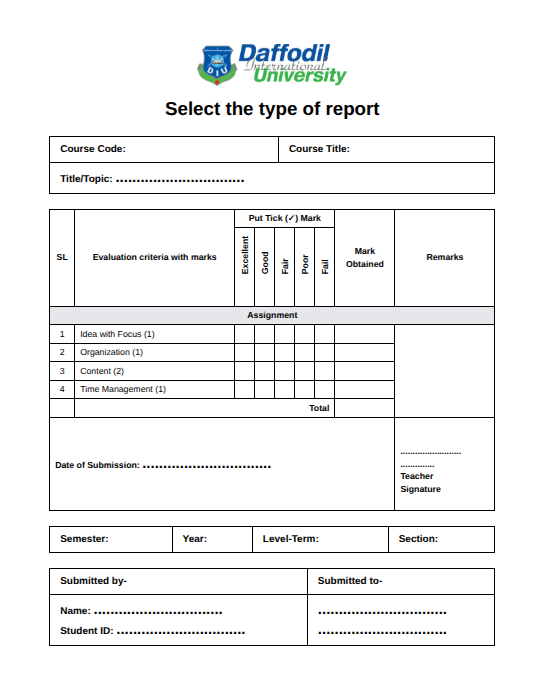 DIU
Daffodil
International
University
Select the type of report
Course Code: Course Title:
Title/Topic: ...............................
SL Evaluation criteria with marks Put Tick (✓) Mark Mark Obtained Remarks
Excellent Good Fair Poor Fail
Assignment
1 Idea with Focus (1)
2 Organization (1)
3 Content (2)
4 Time Management (1)
Total
Date of Submission: ...............................
........................
..............
Teacher
Signature
Semester: Year: Level-Term: Section:
Submitted by- Submitted to-
Name: ............................... ...............................
Student ID: ............................... ...............................